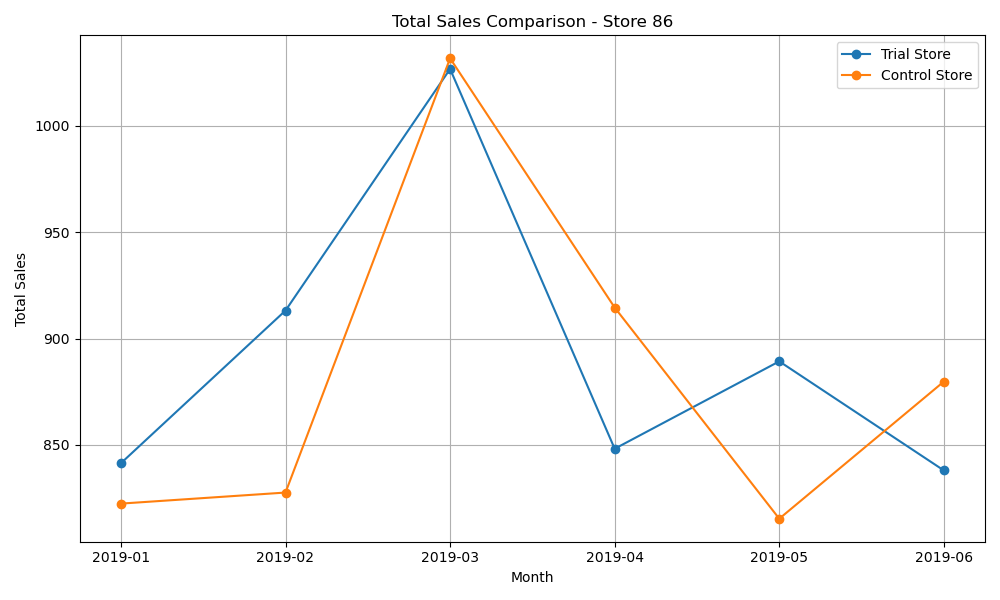 Total Sales Comparison - Store 86
Trial Store
Control Store
Total Sales
1000
950
900
850
2019-01 2019-02 2019-03 2019-04 2019-05 2019-06
Month